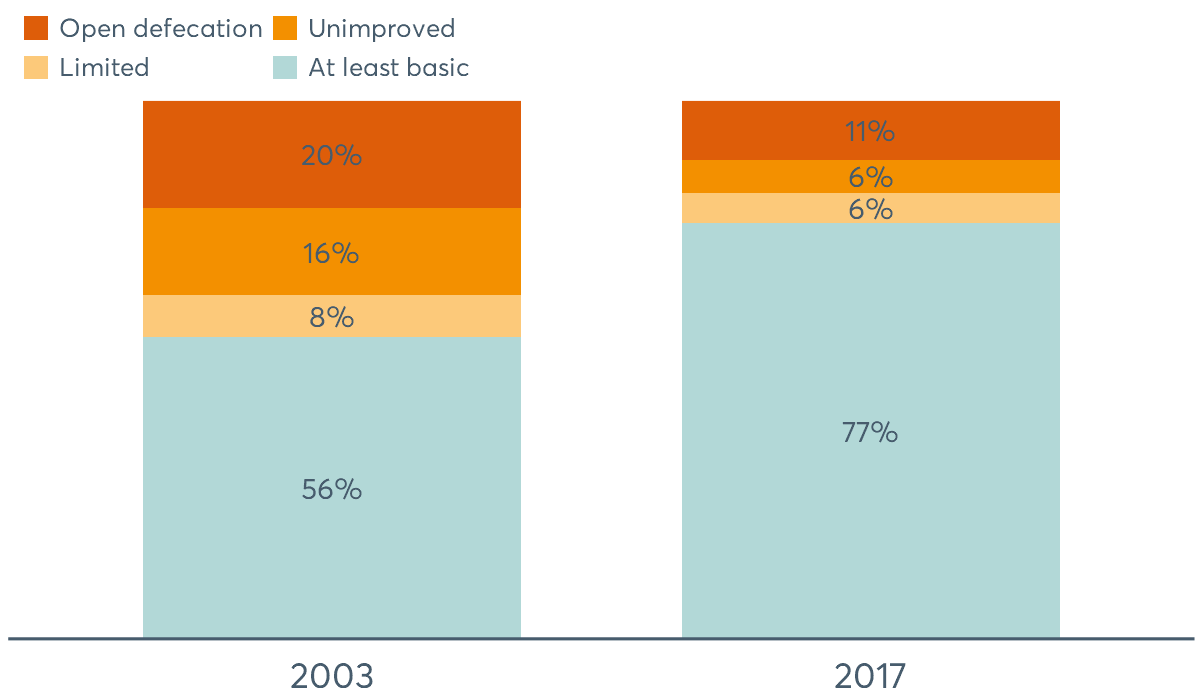 Open defecation Unimproved
Limited At least basic
20% 11%
16% 6%
8% 6%
56% 77%
2003 2017